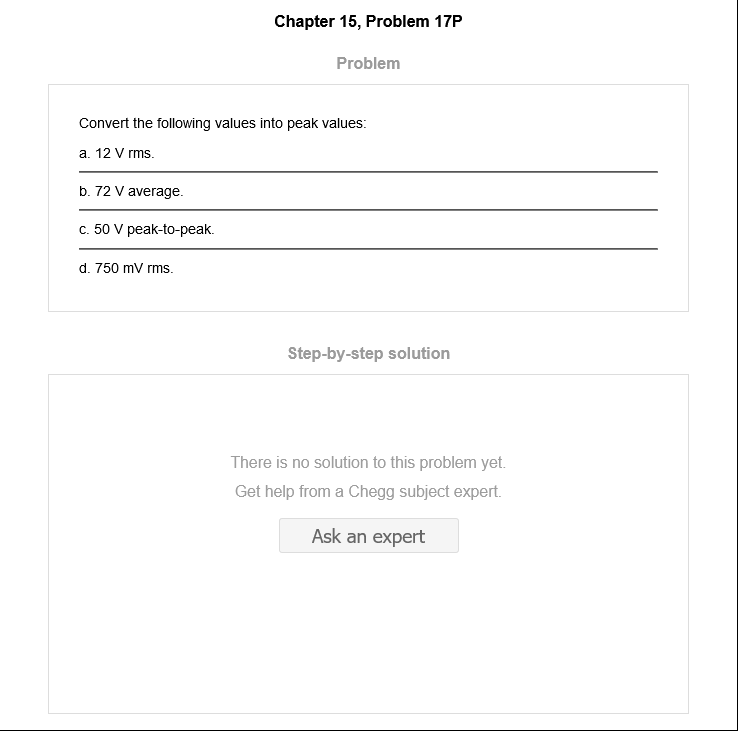 Chapter 15, Problem 17P
Problem
Convert the following values into peak values:
a. 12 V rms.
b. 72 V average.
c. 50 V peak-to-peak.
d. 750 mV rms.
Step-by-step solution
There is no solution to this problem yet.
Get help from a Chegg subject expert.
Ask an expert